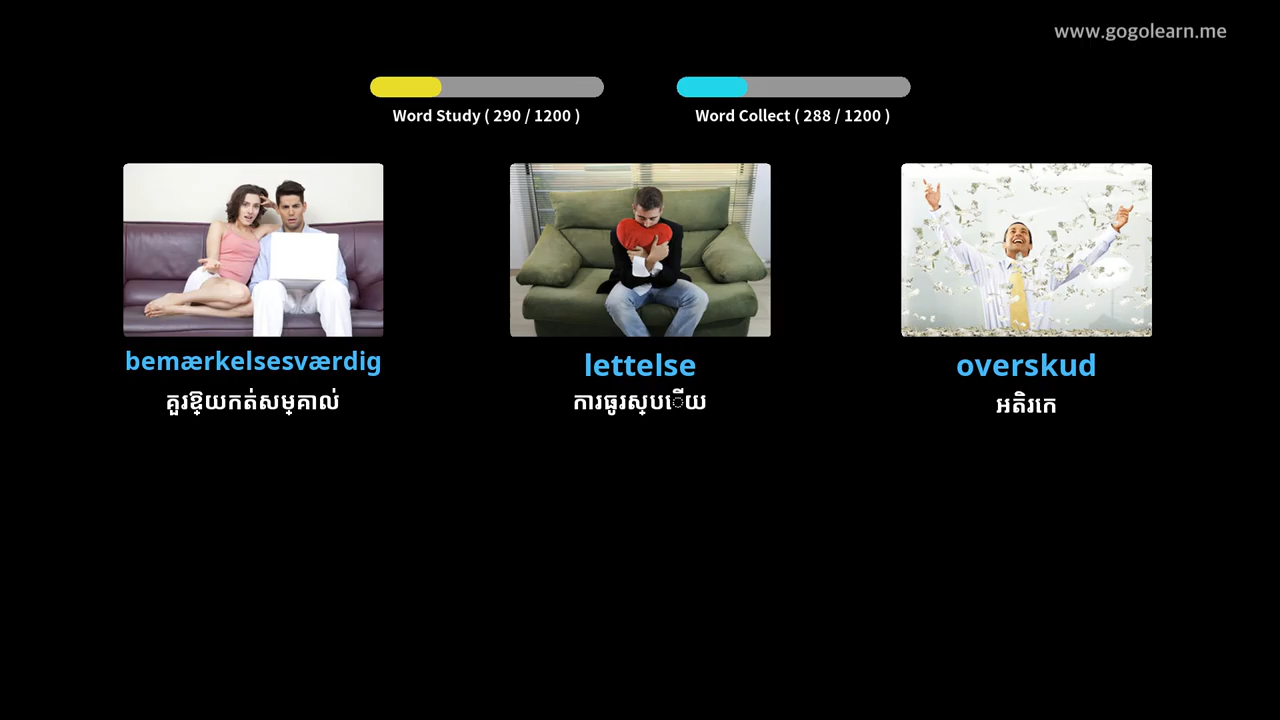 www.gogolearn.me
Word Study ( 290 / 1200 )
Word Collect ( 288 / 1200 )
bemærkelsesværdig
lettelse
overskud
គួរឱ្យកត់សម្គាល់
ការធូរស្បើយ
អតិរេក